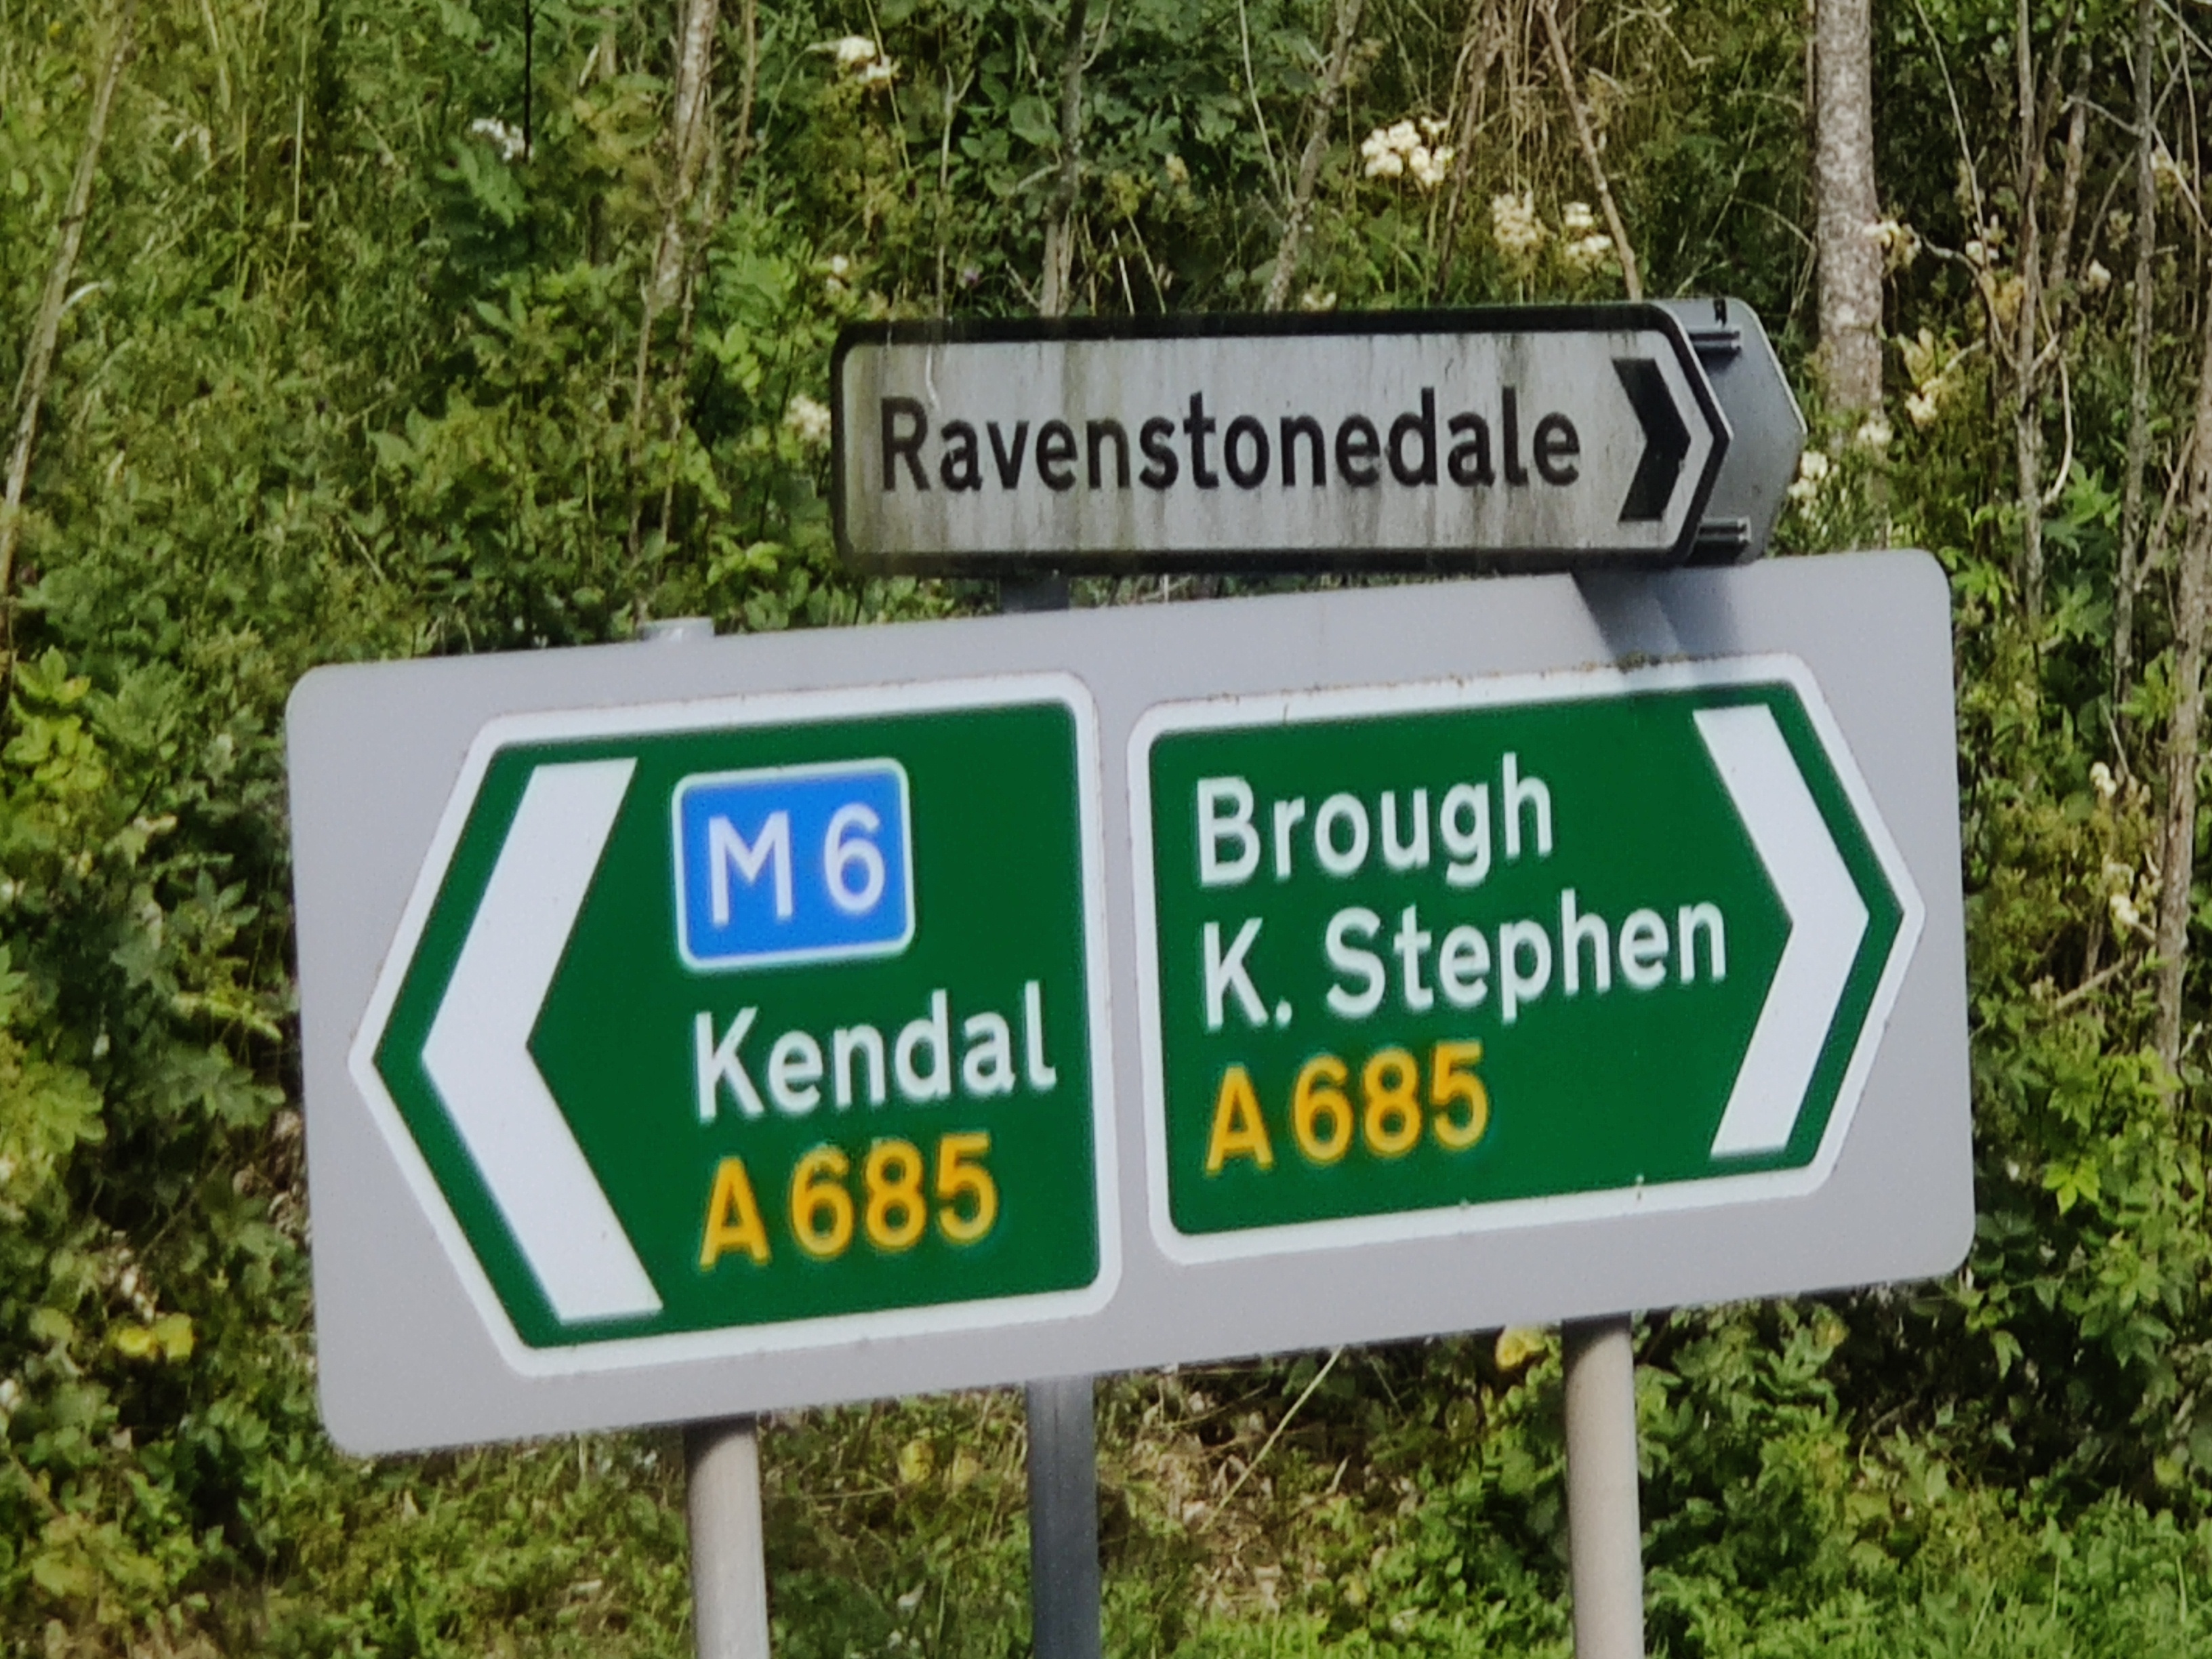 Ravenstonedale
M6
Kendal
A685
Brough
K. Stephen
A685